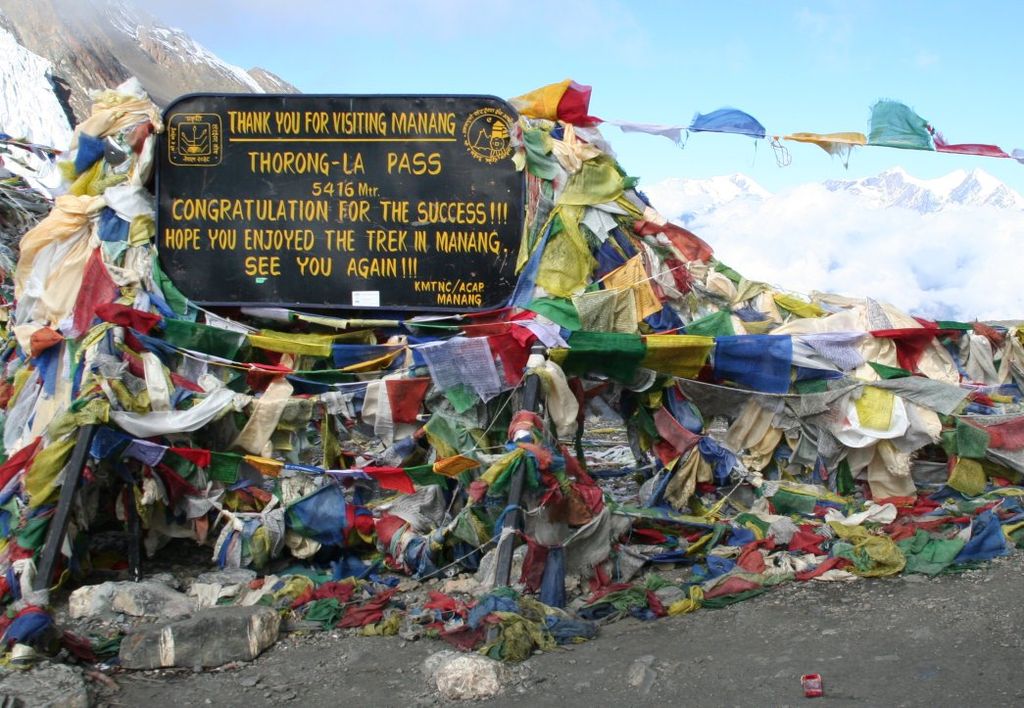 THANK YOU FOR VISITING MANANG
THORONG-LA PASS
5416 Mtr.
CONGRATULATION FOR THE SUCCESS!!!
HOPE YOU ENJOYED THE TREK IN MANANG.
SEE YOU AGAIN!!!
KMTNC/ACAP
MANANG